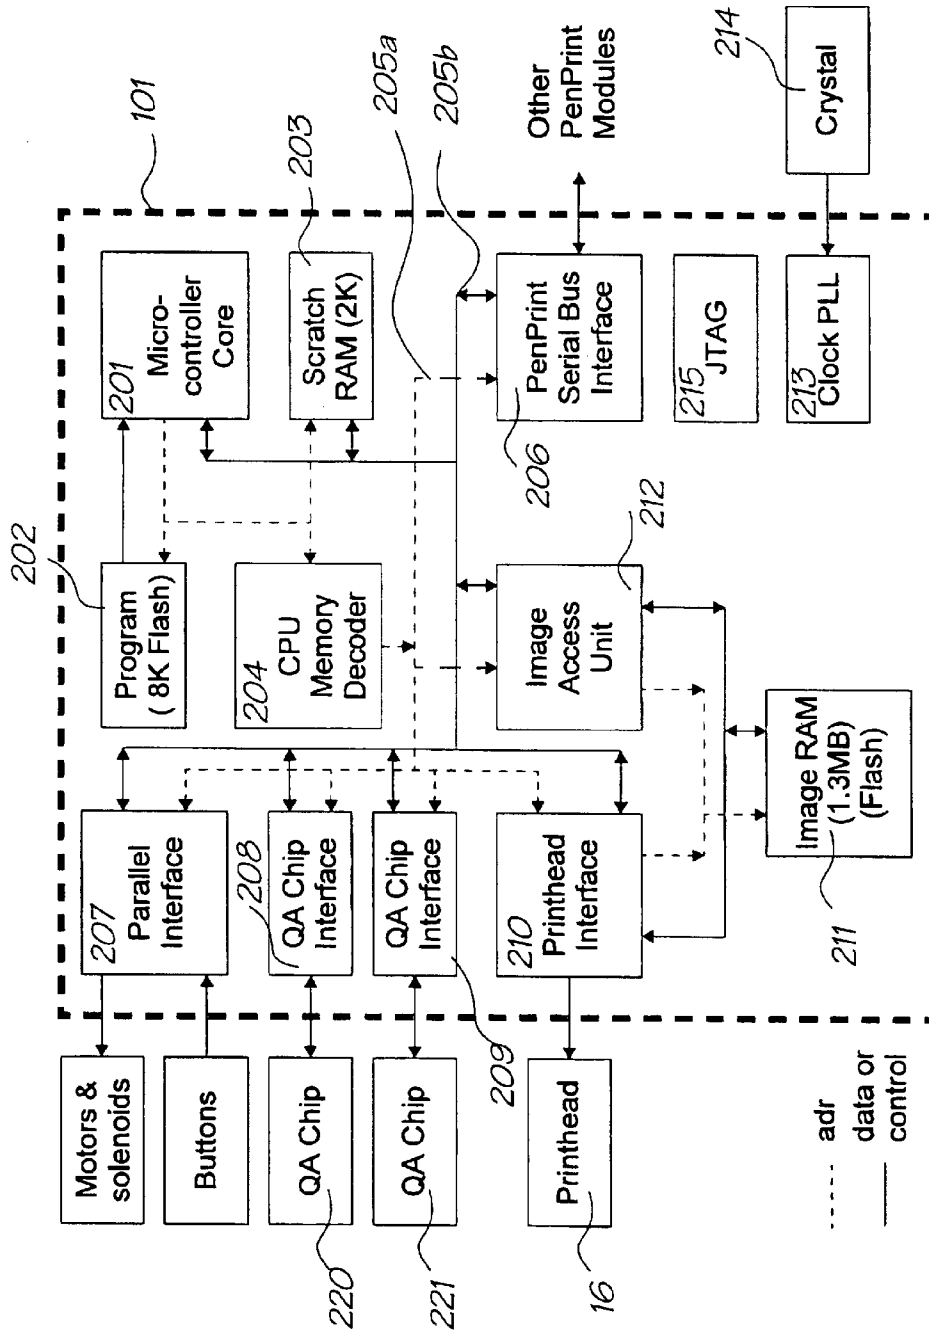 101
202
Program
( 8K Flash)
201
Micro-
controller
Core
203
Scratch
RAM (2K)
204
CPU
Memory
Decoder
205a
205b
Motors &
solenoids
Buttons
207
Parallel
Interface
QA Chip
220
208
QA Chip
Interface
QA Chip
221
QA Chip
Interface
209
Printhead
16
210
Printhead
Interface
Image
Access
Unit
212
PenPrint
Serial Bus
Interface
206
Other
PenPrint
Modules
215
JTAG
213
Clock PLL
Crystal
214
Image RAM
(1.3MB)
(Flash)
211
adr
data or
control